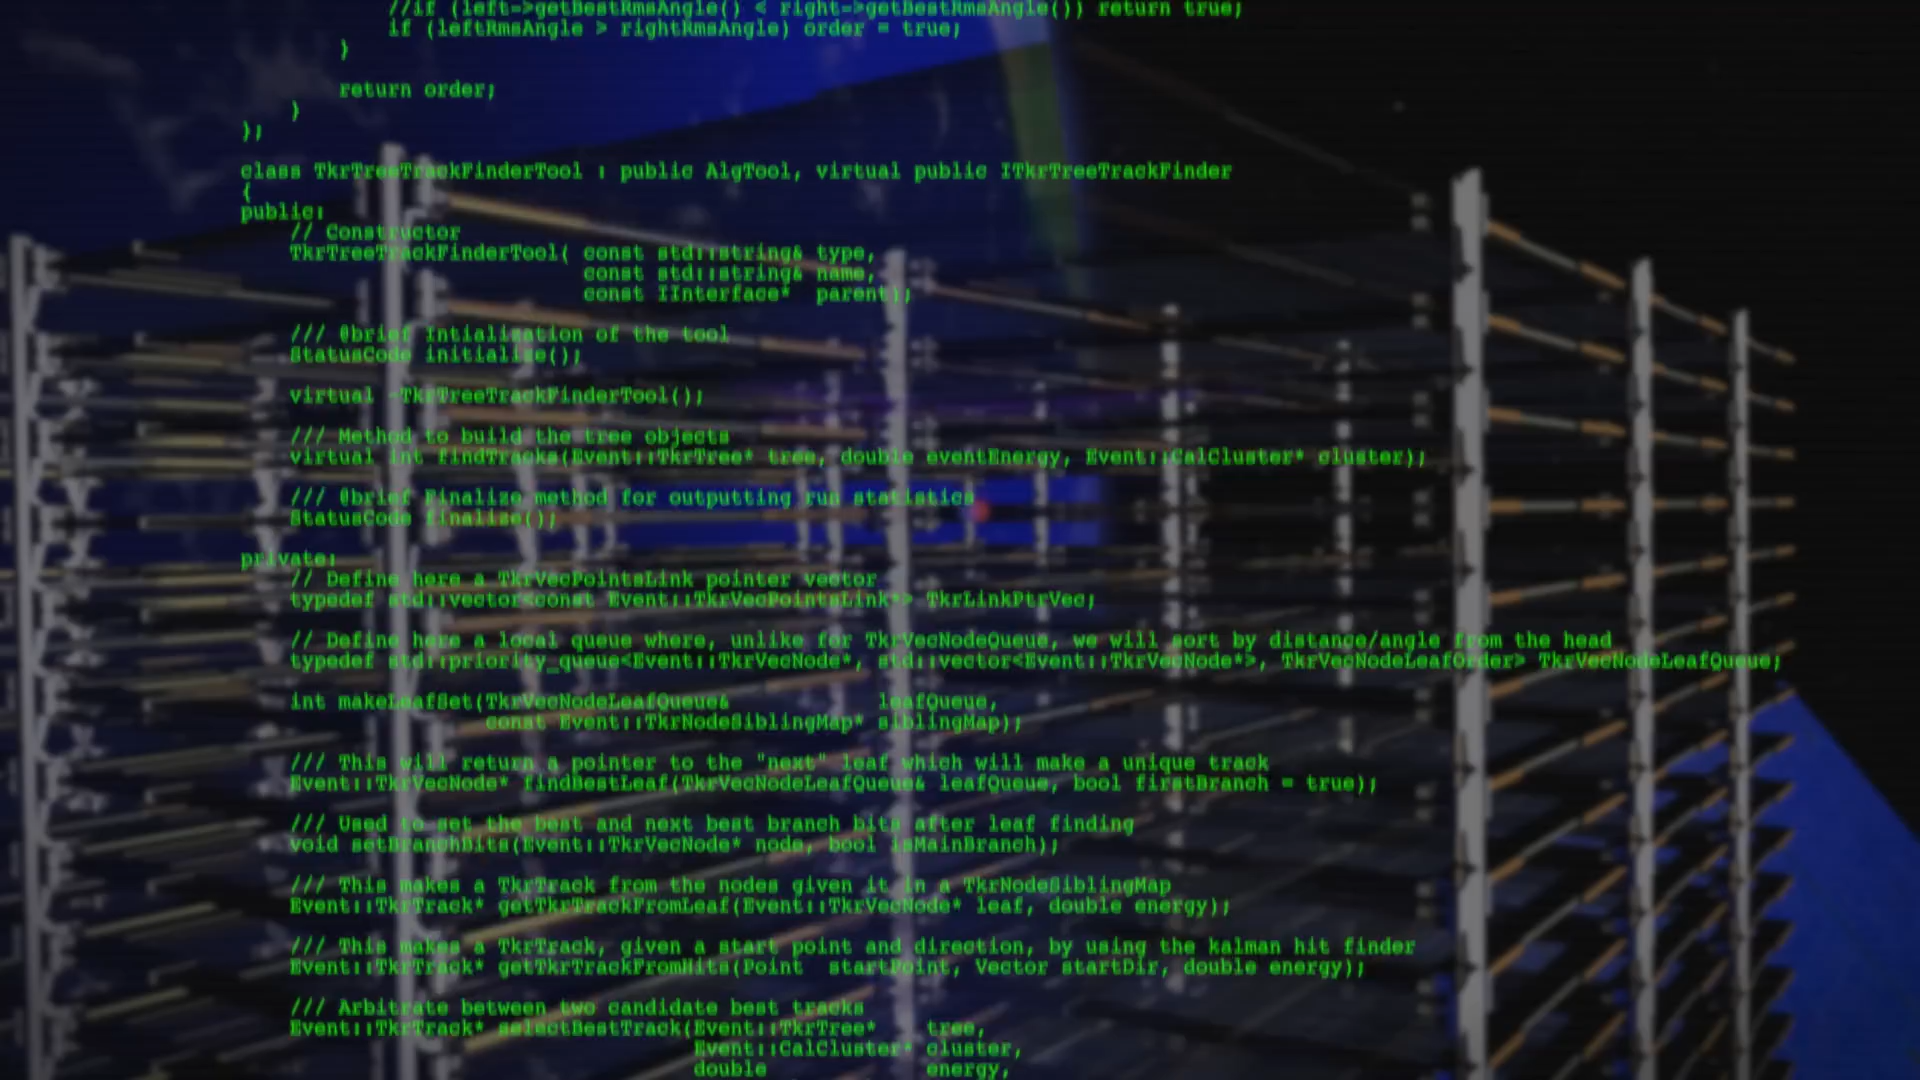 //if (left->getBestRmsAngle() < right->getBestRmsAngle()) return true;
if (leftRmsAngle > rightRmsAngle) order = true;
}
return order;
}
};
class TkrTreeTrackFinderTool : public AlgTool, virtual public ITkrTreeTrackFinder
{
public:
// Constructor
TkrTreeTrackFinderTool( const std::string& type,
const std::string& name,
const IInterface*  parent);
/// @brief Intialization of the tool
StatusCode initialize();
virtual ~TkrTreeTrackFinderTool();
/// Method to build the tree objects
virtual int findTracks(Event::TkrTree* tree, double eventEnergy, Event::CalCluster* cluster);
/// @brief Finalize method for outputting run statistics
StatusCode finalize();
private:
// Define here a TkrVecPointsLink pointer vector
typedef std::vector<const Event::TkrVecPointsLink*> TkrLinkPtrVec;
// Define here a local queue where, unlike for TkrVecNodeQueue, we will sort by distance/angle from the head
typedef std::priority_queue<Event::TkrVecNode*, std::vector<Event::TkrVecNode*>, TkrVecNodeLeafOrder> TkrVecNodeLeafQueue;
int makeLeafSet(TkrVecNodeLeafQueue&            leafQueue,
const Event::TkrNodeSiblingMap* siblingMap);
/// This will return a pointer to the "next" leaf which will make a unique track
Event::TkrVecNode* findBestLeaf(TkrVecNodeLeafQueue& leafQueue, bool firstBranch = true);
/// Used to set the best and next best branch bits after leaf finding
void setBranchBits(Event::TkrVecNode* node, bool isMainBranch);
/// This makes a TkrTrack from the nodes given it in a TkrNodeSiblingMap
Event::TkrTrack* getTkrTrackFromLeaf(Event::TkrVecNode* leaf, double energy);
/// This makes a TkrTrack, given a start point and direction, by using the kalman hit finder
Event::TkrTrack* getTkrTrackFromHits(Point  startPoint, Vector startDir, double energy);
/// Arbitrate between two candidate best tracks
Event::TkrTrack* selectBestTrack(Event::TkrTree*    tree,
Event::CalCluster* cluster,
double             energy,